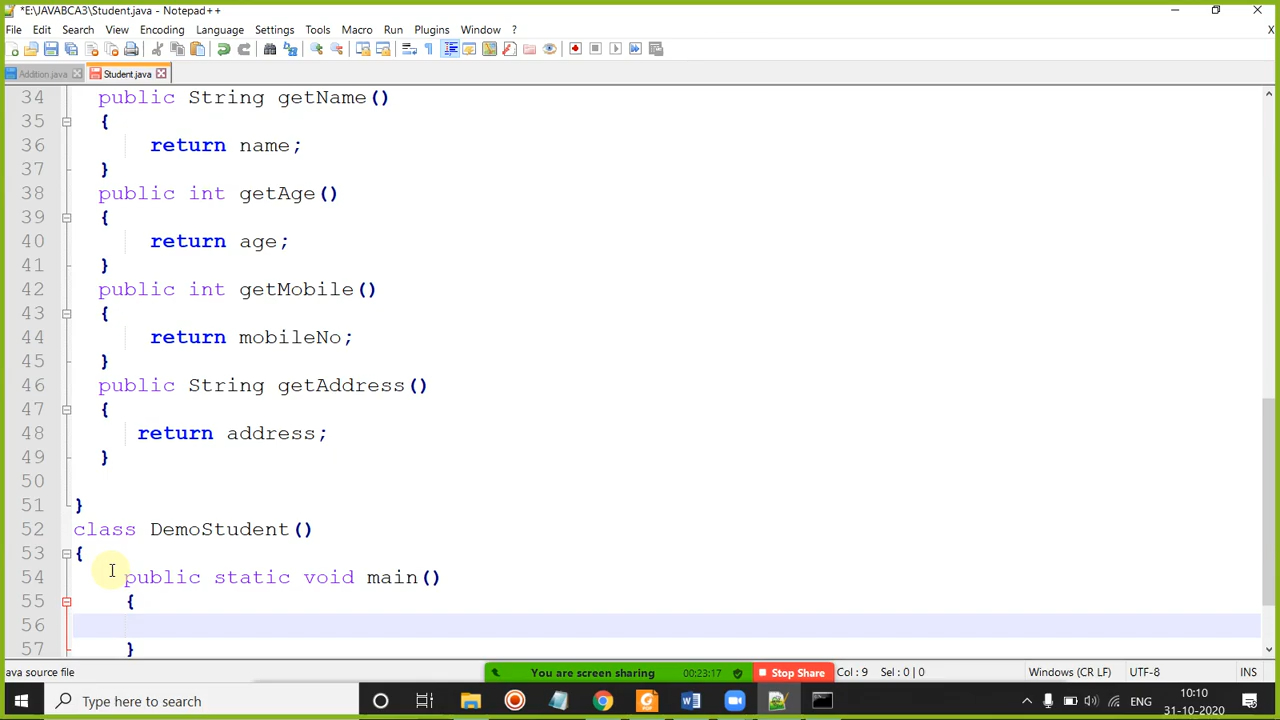 *E:\JAVABCA3\Student.java - Notepad++
File Edit Search View Encoding Language Settings Tools Macro Run Plugins Window ? X
Addition.java Student.java
34 public String getName()
35 {
36 return name;
37 }
38 public int getAge()
39 {
40 return age;
41 }
42 public int getMobile()
43 {
44 return mobileNo;
45 }
46 public String getAddress()
47 {
48 return address;
49 }
50
51 }
52 class DemoStudent()
53 {
54 public static void main()
55 {
56
57 }
ava source file You are screen sharing 00:23:17 Stop Share Col : 9 Sel : 0 | 0 Windows (CR LF) UTF-8 INS
Type here to search ENG 10:10
31-10-2020